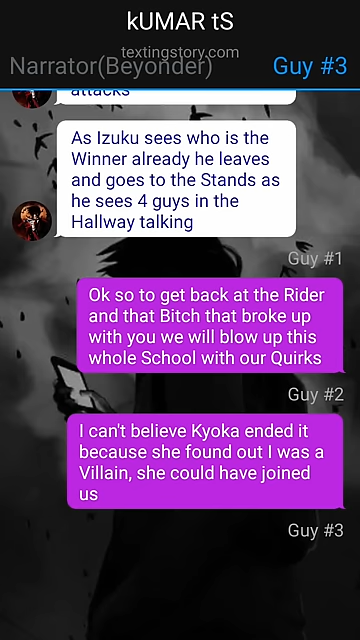 kUMAR tS
textingstory.com
Narrator(Beyonder)
Guy #3
attacks
As Izuku sees who is the
Winner already he leaves
and goes to the Stands as
he sees 4 guys in the
Hallway talking
Guy #1
Ok so to get back at the Rider
and that Bitch that broke up
with you we will blow up this
whole School with our Quirks
Guy #2
I can't believe Kyoka ended it
because she found out I was a
Villain, she could have joined
us
Guy #3